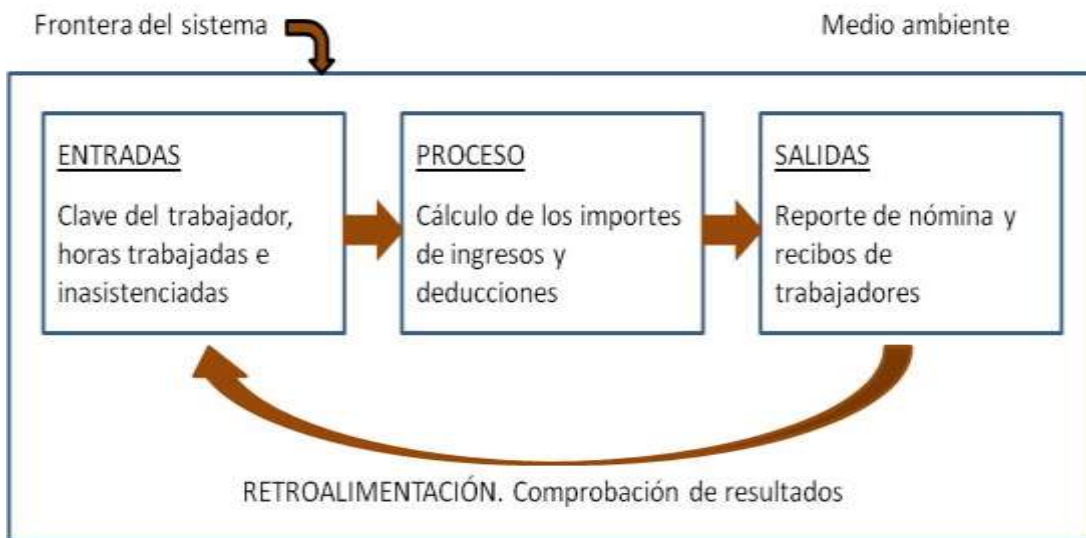 Frontera del sistema
Medio ambiente
ENTRADAS
Clave del trabajador,
horas trabajadas e
inasistenciadas
PROCESO
Cálculo de los importes
de ingresos y
deducciones
SALIDAS
Reporte de nómina y
recibos de
trabajadores
RETROALIMENTACIÓN. Comprobación de resultados